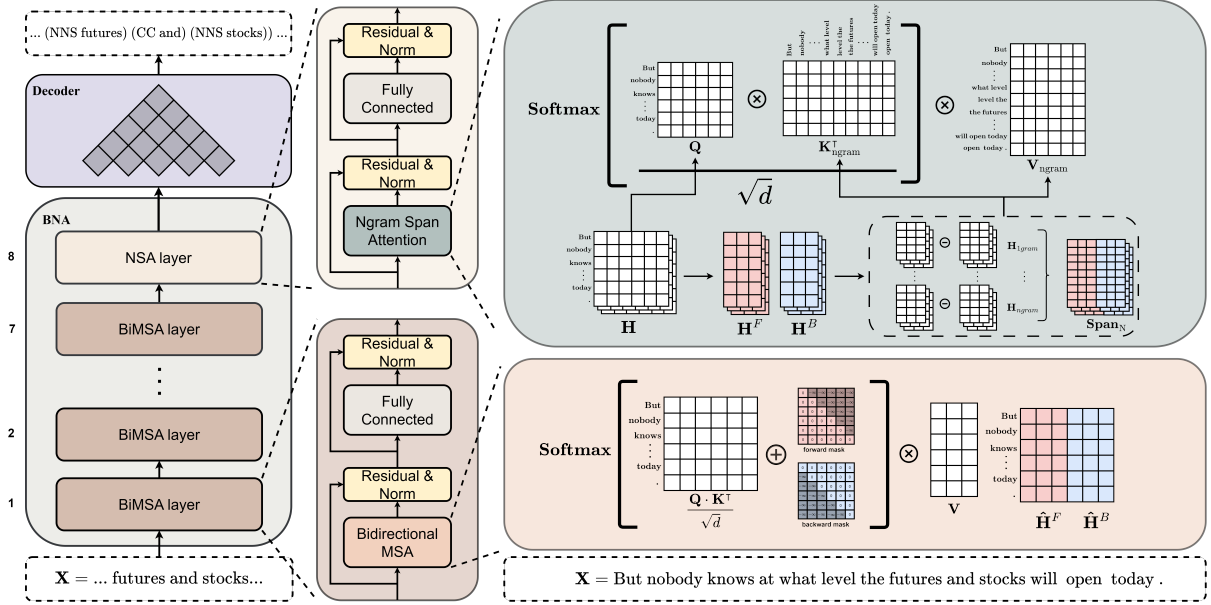 ... (NNS futures) (CC and) (NNS stocks)) ...
Decoder
BNA
8
NSA layer
7
BiMSA layer
⋮
2
BiMSA layer
1
BiMSA layer
X = ... futures and stocks...
Residual &
Norm
Fully
Connected
Residual &
Norm
Ngram Span
Attention
Residual &
Norm
Fully
Connected
Residual &
Norm
Bidirectional
MSA
Softmax
But
nobody
knows
⋮
today
.
Q
⊗
But
nobody
...
what level
level the
the futures
...
will open today
open today .
K⊺ngram
√d
⊗
But
nobody
⋮
what level
level the
the futures
⋮
will open today
open today .
Vngram
But
nobody
knows
⋮
today
.
H
H^F
H^B
⊖
H1gram
⋮
⋮
⋮
⊖
Hngram
SpanN
Softmax
But
nobody
knows
⋮
today
.
Q · K⊺
√d
⊕
forward mask
backward mask
⊗
V
But
nobody
knows
⋮
today
.
Ĥ^F
Ĥ^B
X = But nobody knows at what level the futures and stocks will open today .